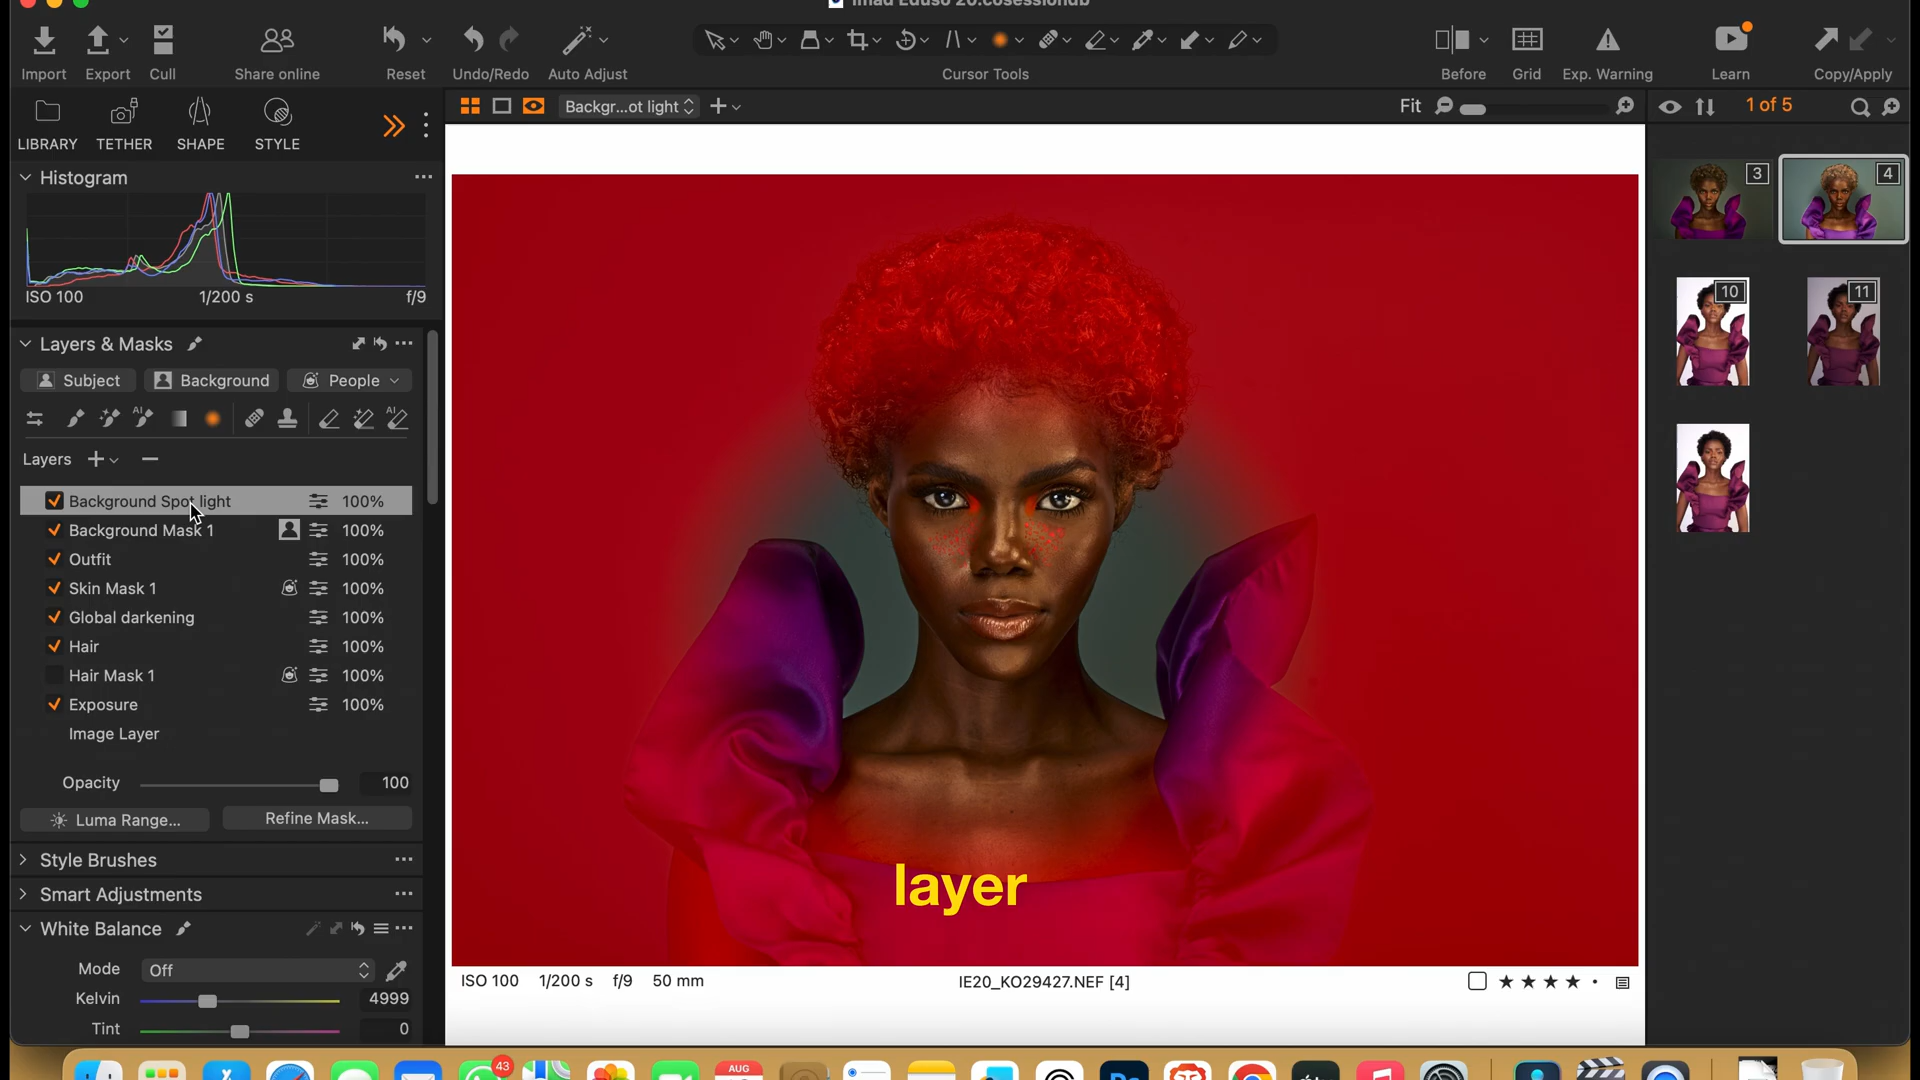 Import
Export
Cull
Share online
Reset
Undo/Redo
Auto Adjust
Cursor Tools
Before
Grid
Exp. Warning
Learn
Copy/Apply
LIBRARY
TETHER
SHAPE
STYLE
Backgr...ot light
Fit
1 of 5
Histogram
ISO 100
1/200 s
f/9
3
4
10
11
Layers & Masks
Subject
Background
People
AI
AI
Layers
Background Spot light
100%
Background Mask 1
100%
Outfit
100%
Skin Mask 1
100%
Global darkening
100%
Hair
100%
Hair Mask 1
100%
Exposure
100%
Image Layer
Opacity
100
Luma Range...
Refine Mask...
Style Brushes
Smart Adjustments
White Balance
Mode
Off
Kelvin
4999
Tint
0
layer
ISO 100 1/200 s f/9 50 mm
IE20_KO29427.NEF [4]
43
AUG